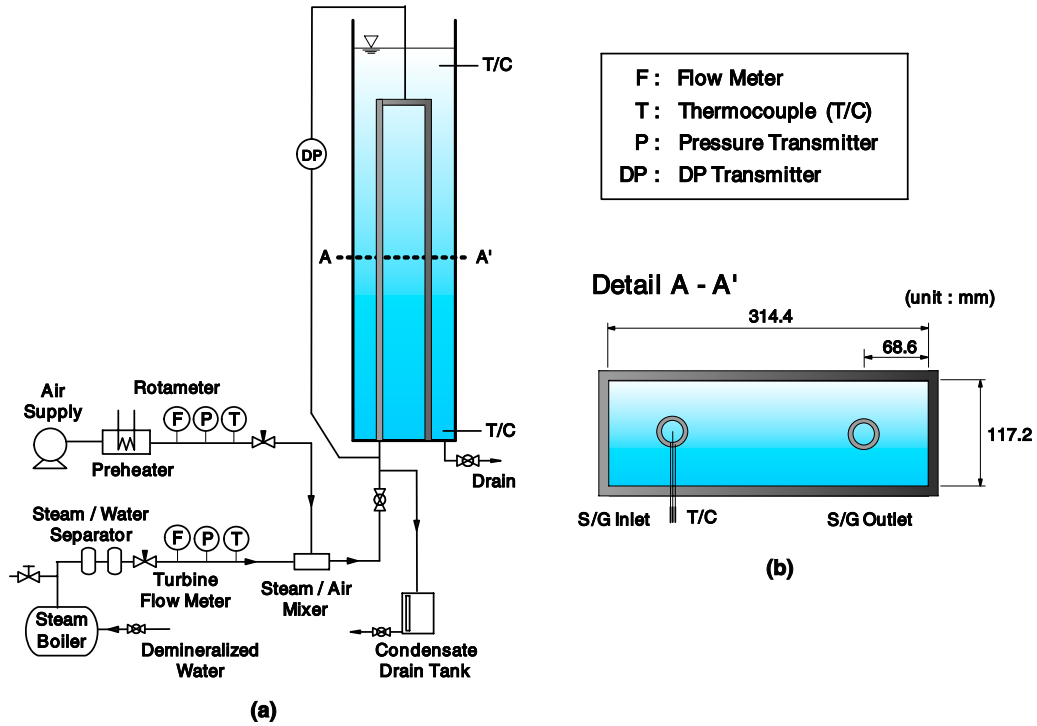 T/C
DP
A
A'
T/C
Drain
Air
Supply
Rotameter
F
P
T
Preheater
Steam / Water
Separator
F
P
T
Turbine
Flow Meter
Steam / Air
Mixer
Steam
Boiler
Demineralized
Water
Condensate
Drain Tank
(a)
F : Flow Meter
T : Thermocouple (T/C)
P : Pressure Transmitter
DP : DP Transmitter
Detail A - A'
(unit : mm)
314.4
68.6
117.2
S/G Inlet
T/C
S/G Outlet
(b)